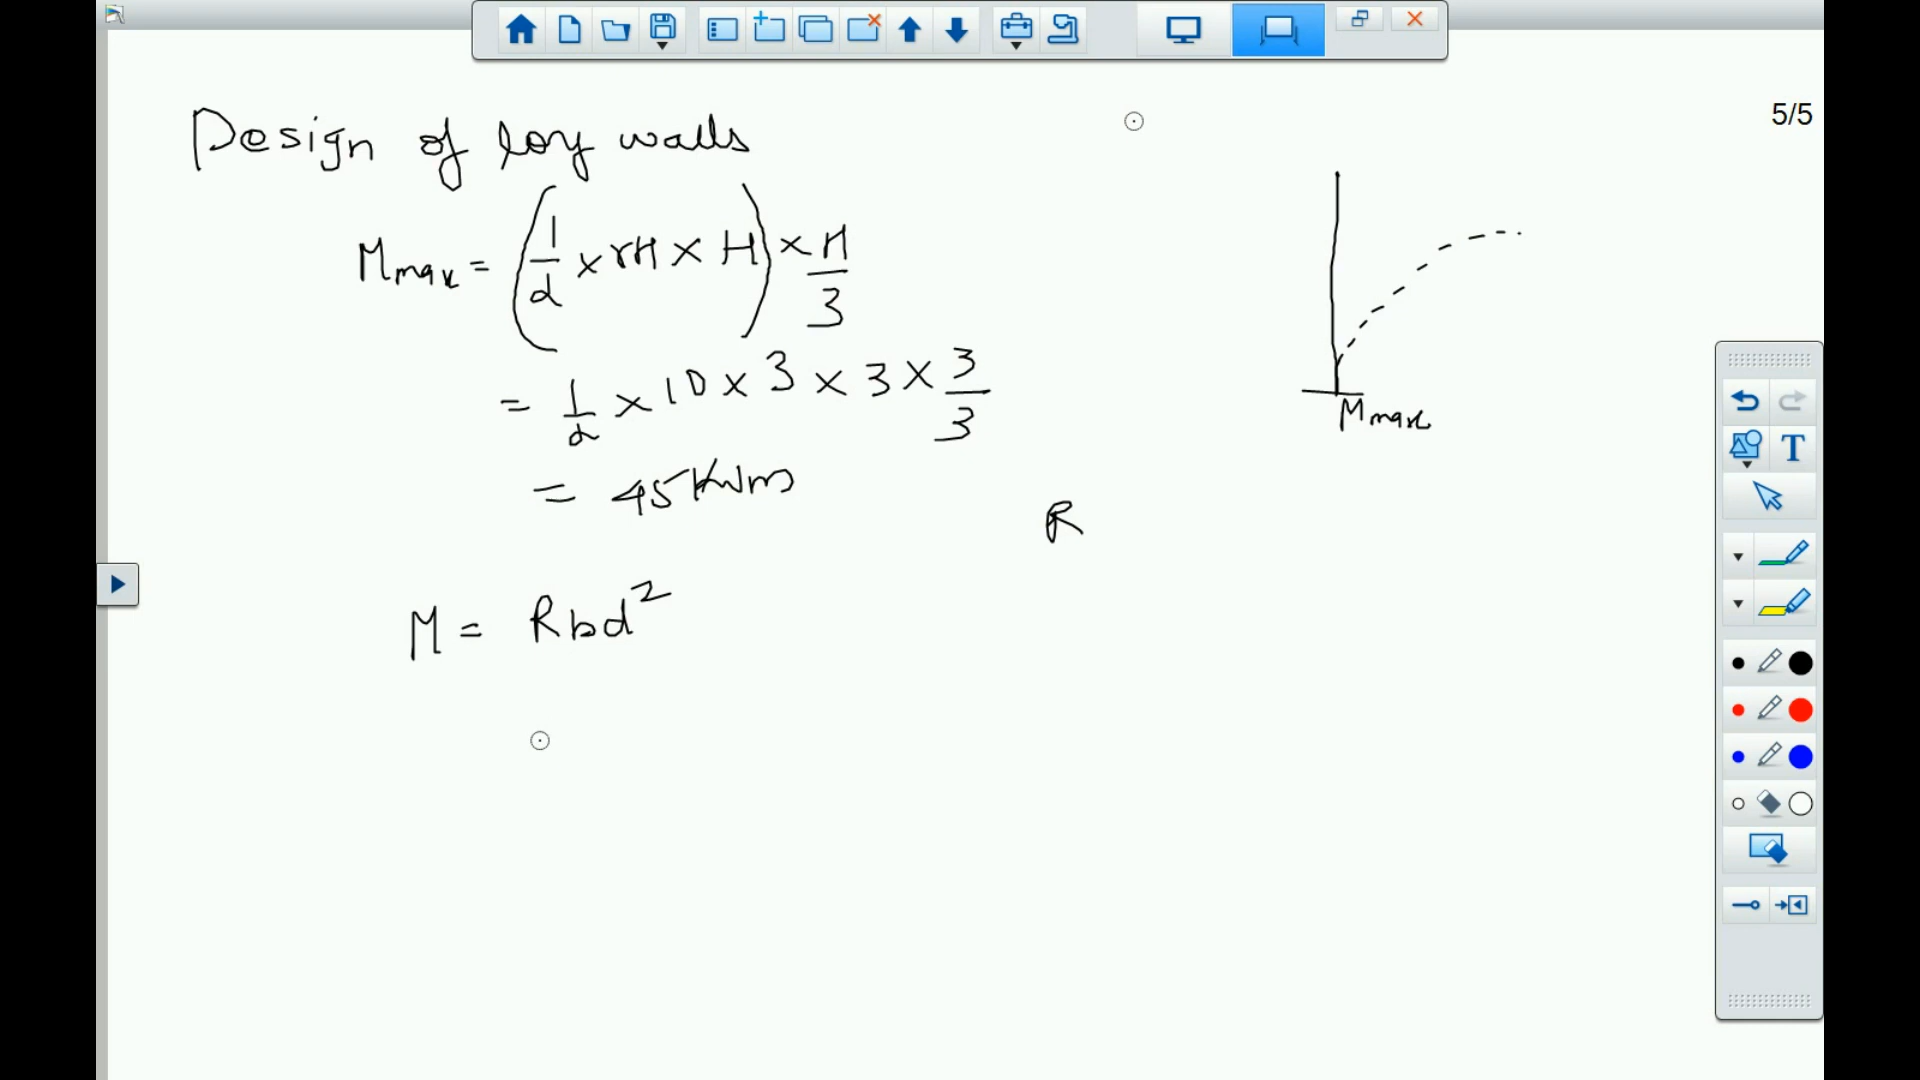 5/5
Design of long walls
Mmax = (1/2 × γH × H) × H/3
= 1/2 × 10 × 3 × 3 × 3/3
= 45 KNm
M = Rbd²
R
Mmax
T